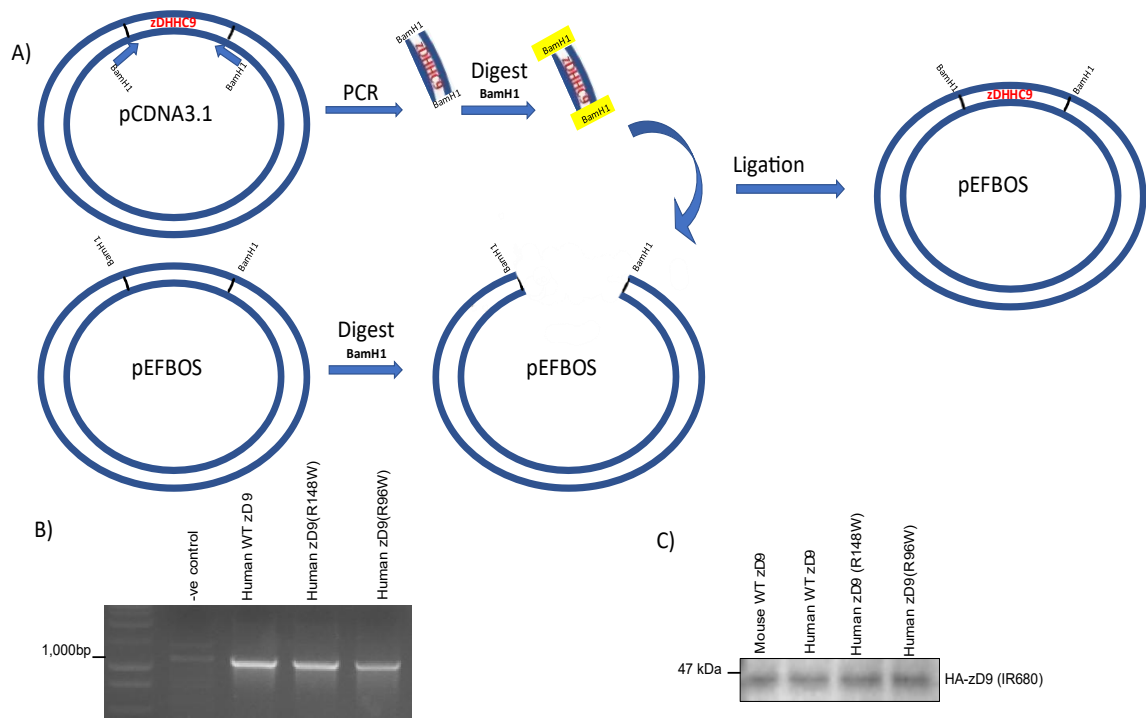 A)
zDHHC9
BamH1
BamH1
pCDNA3.1
PCR
BamH1
zDHHC9
BamH1
Digest
BamH1
BamH1
zDHHC9
BamH1
Ligation
BamH1
zDHHC9
BamH1
pEFBOS
BamH1
BamH1
pEFBOS
Digest
BamH1
BamH1
BamH1
pEFBOS
B)
-ve control
Human WT zD9
Human zD9(R148W)
Human zD9(R96W)
1,000bp
C)
Mouse WT zD9
Human WT zD9
Human zD9 (R148W)
Human zD9(R96W)
47 kDa
HA-zD9 (IR680)